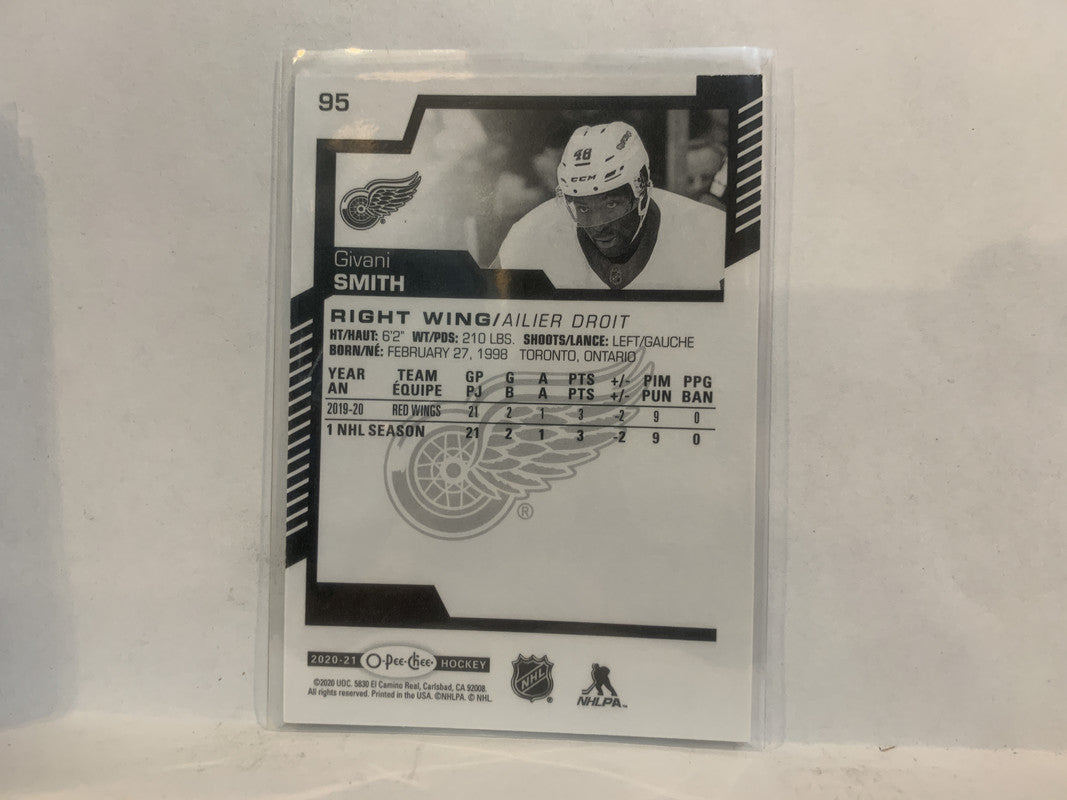 95
48
CCM
Givani
SMITH
RIGHT WING/AILIER DROIT
HT/HAUT: 6'2" WT/PDS: 210 LBS. SHOOTS/LANCE: LEFT/GAUCHE
BORN/NÉ: FEBRUARY 27, 1998 TORONTO, ONTARIO
YEAR TEAM GP G A PTS +/- PIM PPG
AN ÉQUIPE PJ B A PTS +/- PUN BAN
2019-20 RED WINGS 21 2 1 3 -2 9 0
1 NHL SEASON 21 2 1 3 -2 9 0
®
2020-21 O-Pee-Chee® HOCKEY
©2020 UDC. 5830 El Camino Real, Carlsbad, CA 92008.
All rights reserved. Printed in the USA. ©NHLPA. © NHL.
NHL
NHLPA™